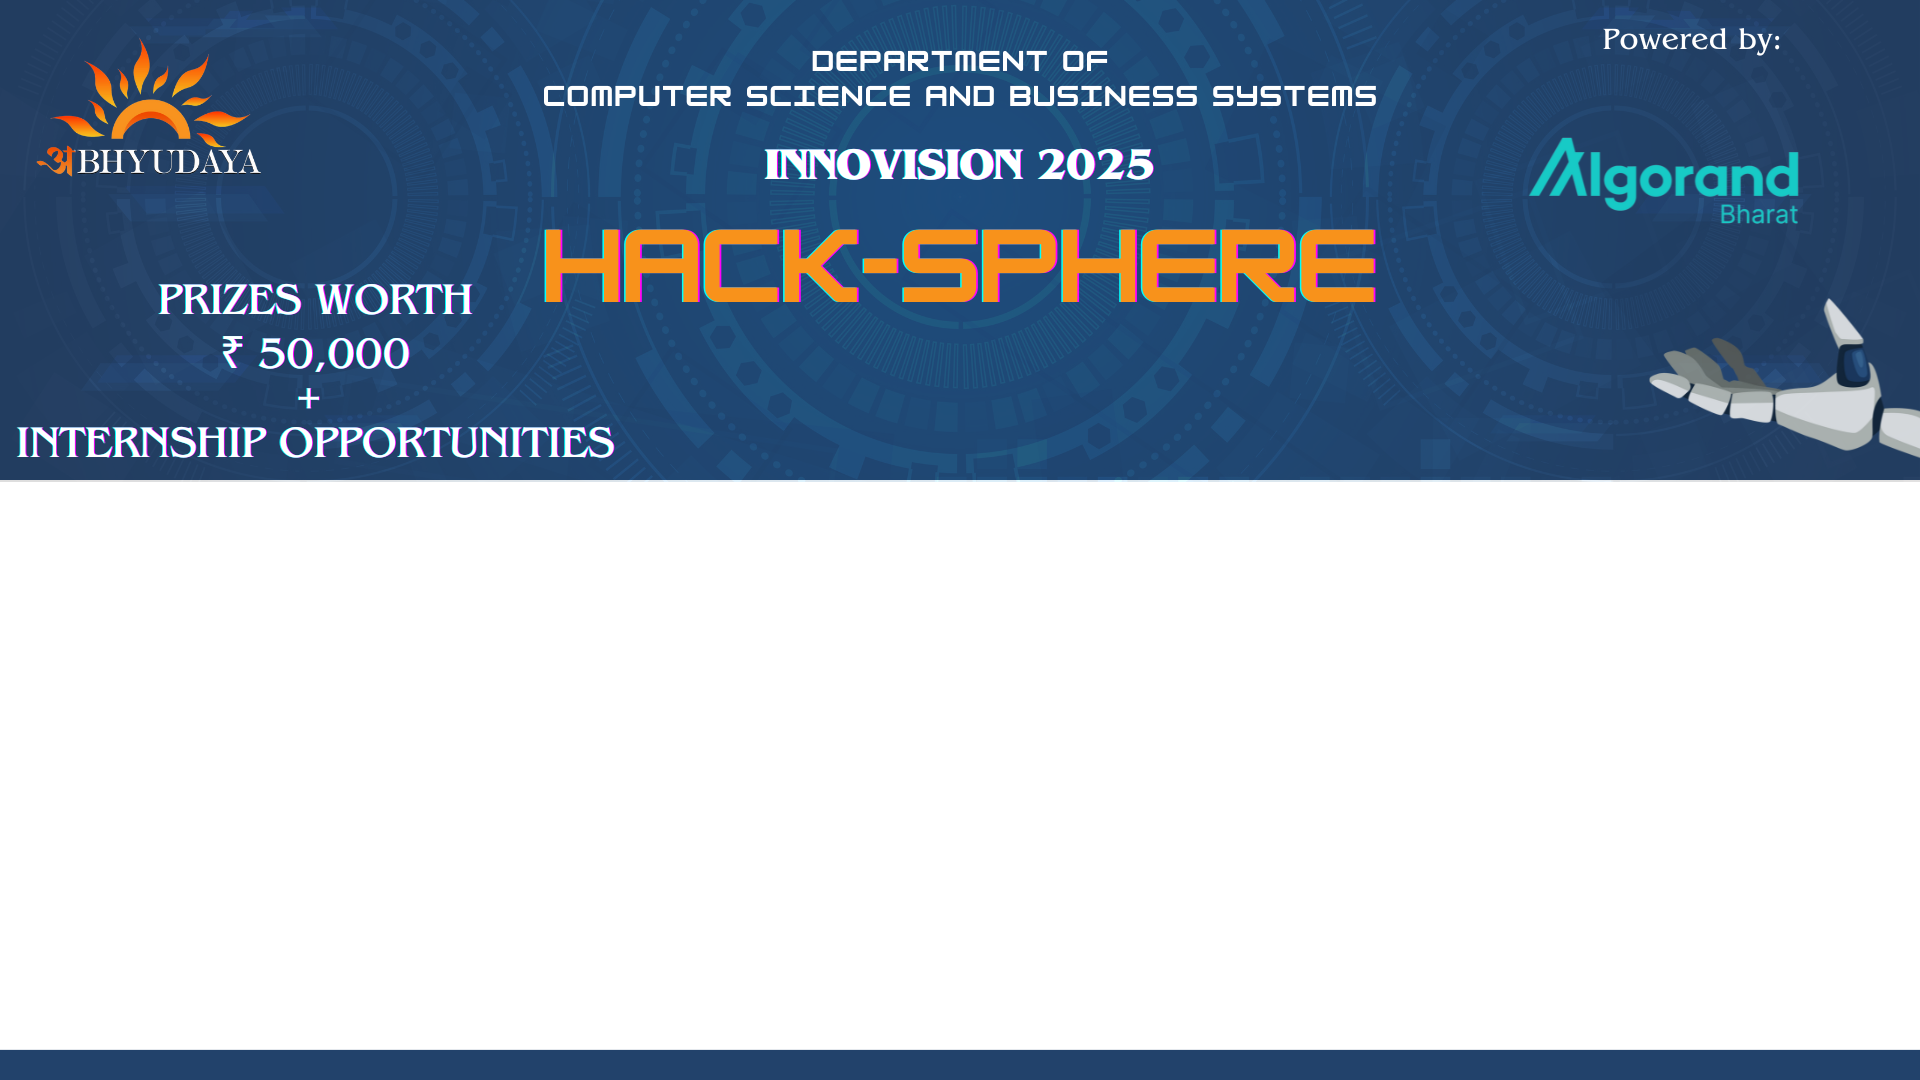 अBHYUDAYA
DEPARTMENT OF
COMPUTER SCIENCE AND BUSINESS SYSTEMS
INNOVISION 2025
HACK-SPHERE
Powered by:
Algorand
Bharat
PRIZES WORTH
₹ 50,000
+
INTERNSHIP OPPORTUNITIES